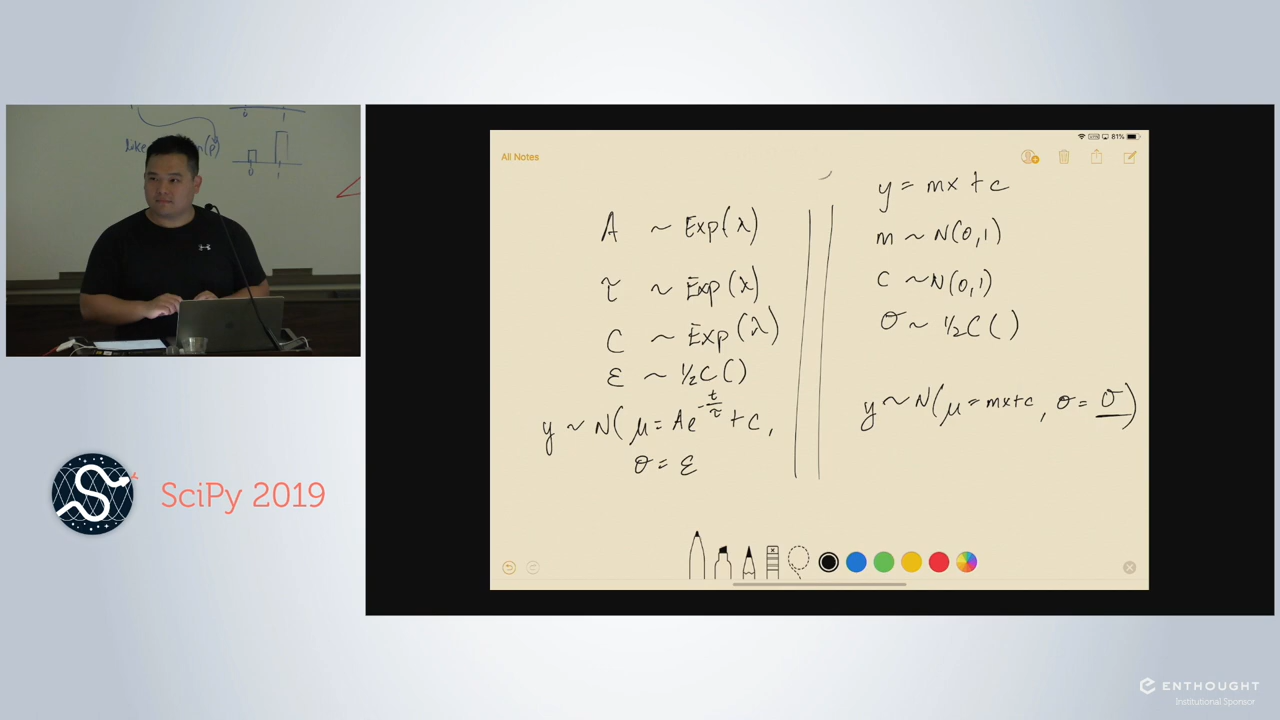 All Notes
81%
A ~ Exp(λ)
τ ~ Exp(λ)
C ~ Exp(λ)
ε ~ ½C()
y ~ N(μ = Ae^{-t/τ} + C,
σ = ε
y = mx + c
m ~ N(0,1)
C ~ N(0,1)
σ ~ ½C()
y ~ N(μ = mx+c, σ = σ)
SciPy 2019
ENTHOUGHT
Institutional Sponsor